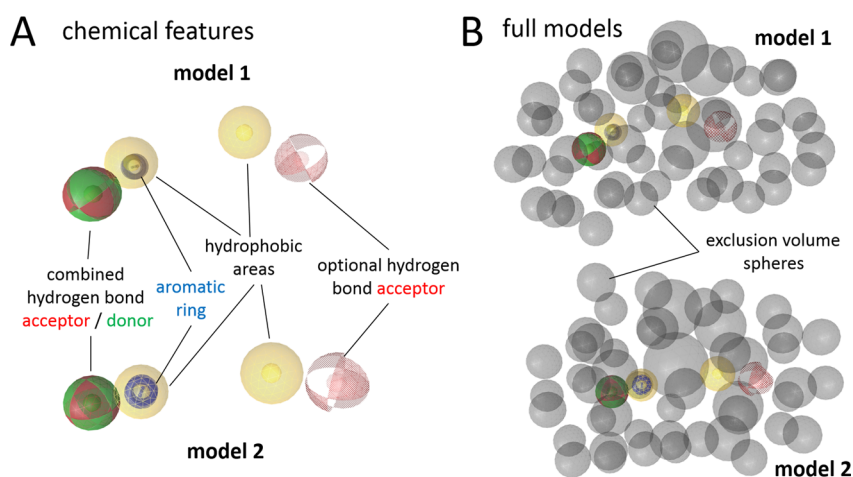 A chemical features
model 1
combined
hydrogen bond
acceptor / donor
aromatic
ring
hydrophobic
areas
optional hydrogen
bond acceptor
model 2
B full models
model 1
exclusion volume
spheres
model 2